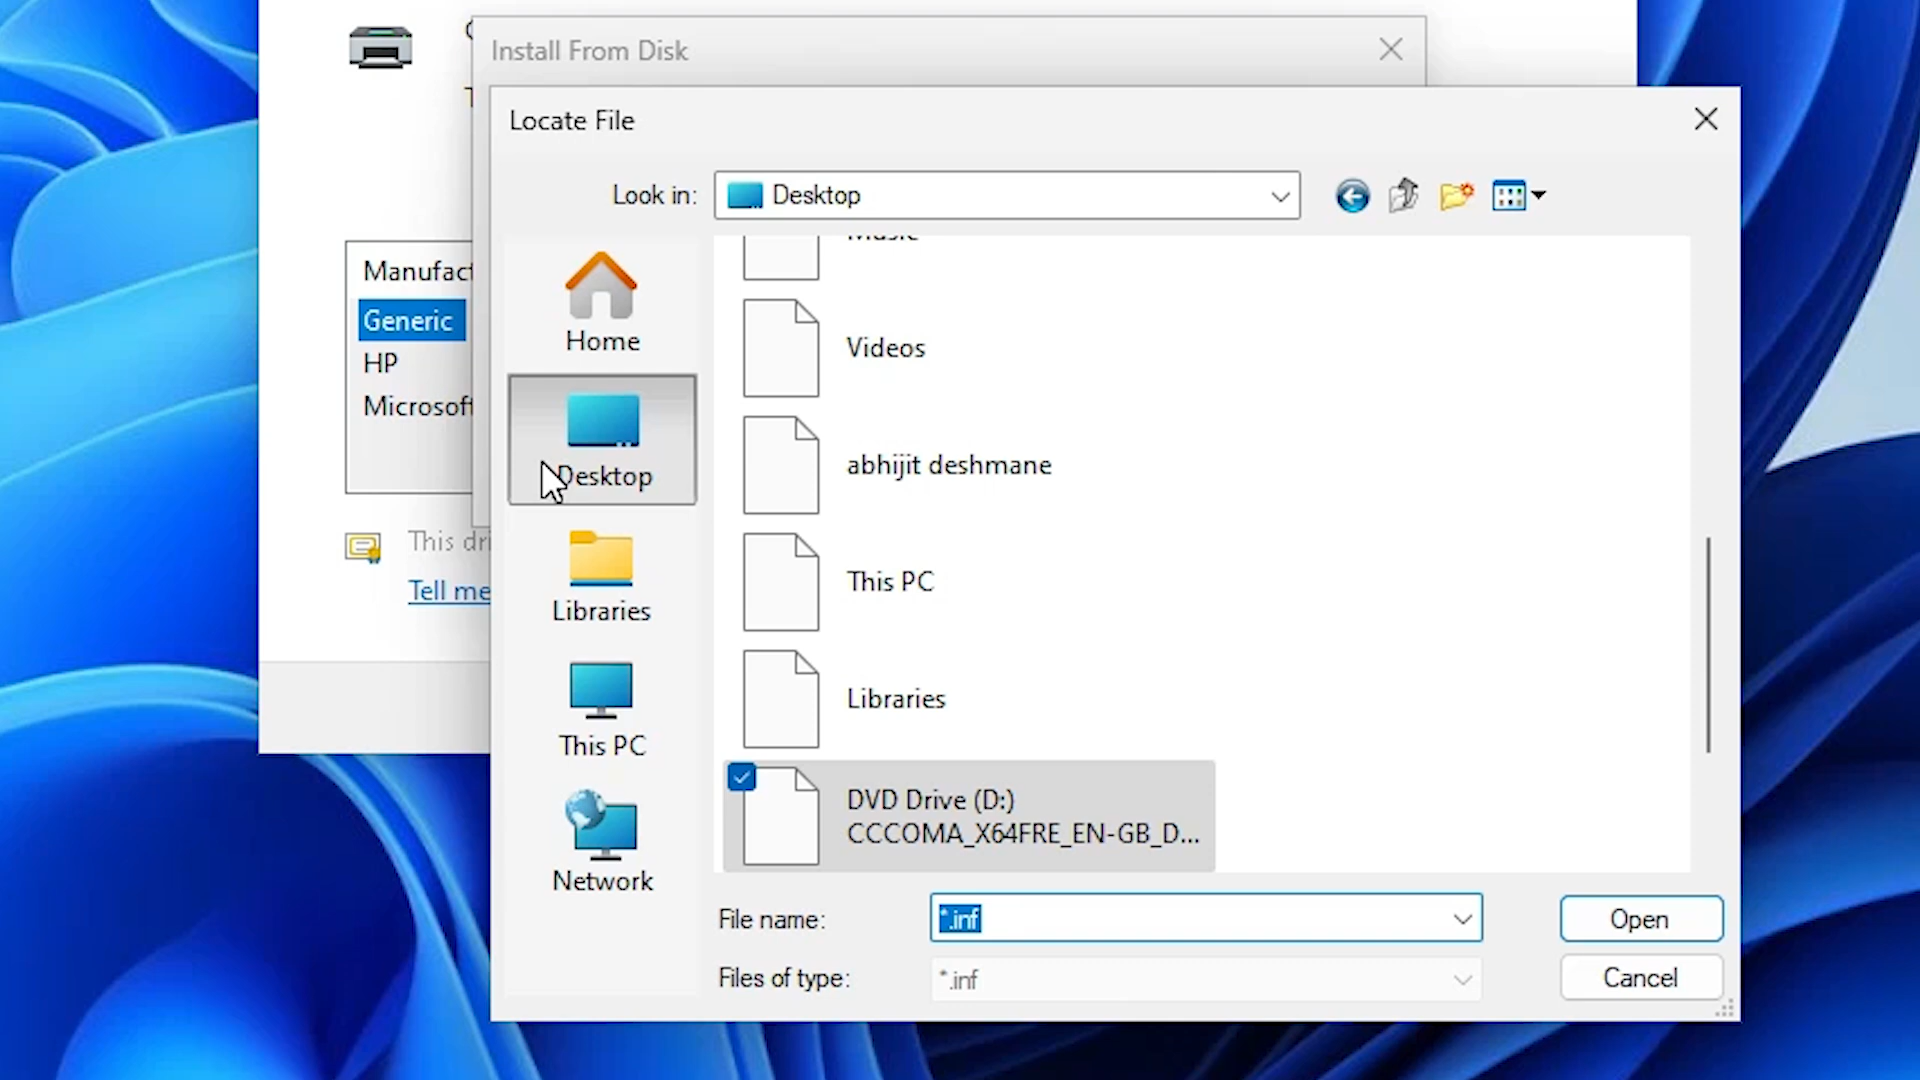 Install From Disk
Locate File
Look in:
Desktop
Manufact
Generic
HP
Microsoft
This dri
Tell me
Home
Desktop
Libraries
This PC
Network
Music
Videos
abhijit deshmane
This PC
Libraries
DVD Drive (D:)
CCCOMA_X64FRE_EN-GB_D...
File name:
*.inf
Open
Files of type:
*.inf
Cancel